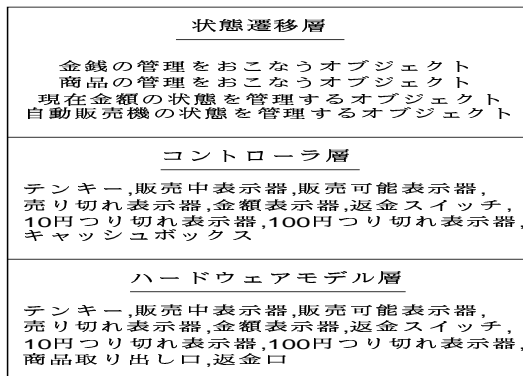 状態遷移層
金銭の管理をおこなうオブジェクト
商品の管理をおこなうオブジェクト
現在金額の状態を管理するオブジェクト
自動販売機の状態を管理するオブジェクト
コントローラ層
テンキー,販売中表示器,販売可能表示器,
売り切れ表示器,金額表示器,返金スイッチ,
10円つり切れ表示器,100円つり切れ表示器,
キャッシュボックス
ハードウェアモデル層
テンキー,販売中表示器,販売可能表示器,
売り切れ表示器,金額表示器,返金スイッチ,
10円つり切れ表示器,100円つり切れ表示器,
商品取り出し口,返金口